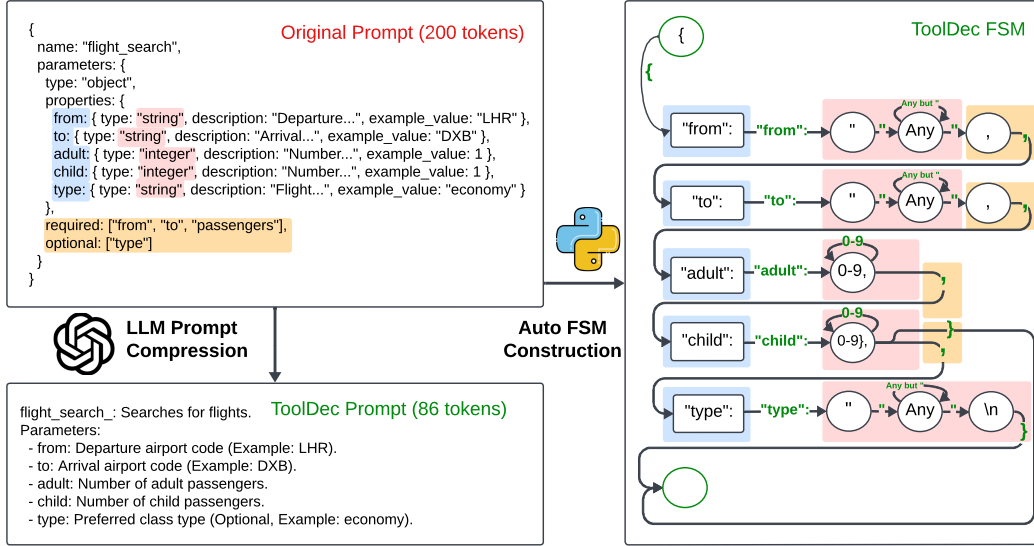 Original Prompt (200 tokens)
{
name: "flight_search",
parameters: {
type: "object",
properties: {
from: { type: "string", description: "Departure...", example_value: "LHR" },
to: { type: "string", description: "Arrival...", example_value: "DXB" },
adult: { type: "integer", description: "Number...", example_value: 1 },
child: { type: "integer", description: "Number...", example_value: 1 },
type: { type: "string", description: "Flight...", example_value: "economy" }
},
required: ["from", "to", "passengers"],
optional: ["type"]
}
}
LLM Prompt
Compression
Auto FSM
Construction
ToolDec Prompt (86 tokens)
flight_search_: Searches for flights.
Parameters:
- from: Departure airport code (Example: LHR).
- to: Arrival airport code (Example: DXB).
- adult: Number of adult passengers.
- child: Number of child passengers.
- type: Preferred class type (Optional, Example: economy).
ToolDec FSM
{
{
Any but "
"from": "from": " " Any " , ,
Any but "
"to": "to": " " Any " , ,
0-9
"adult": "adult": 0-9, ,
0-9
}
"child": "child": 0-9}, ,
Any but "
"type": "type": " " Any " \n
}